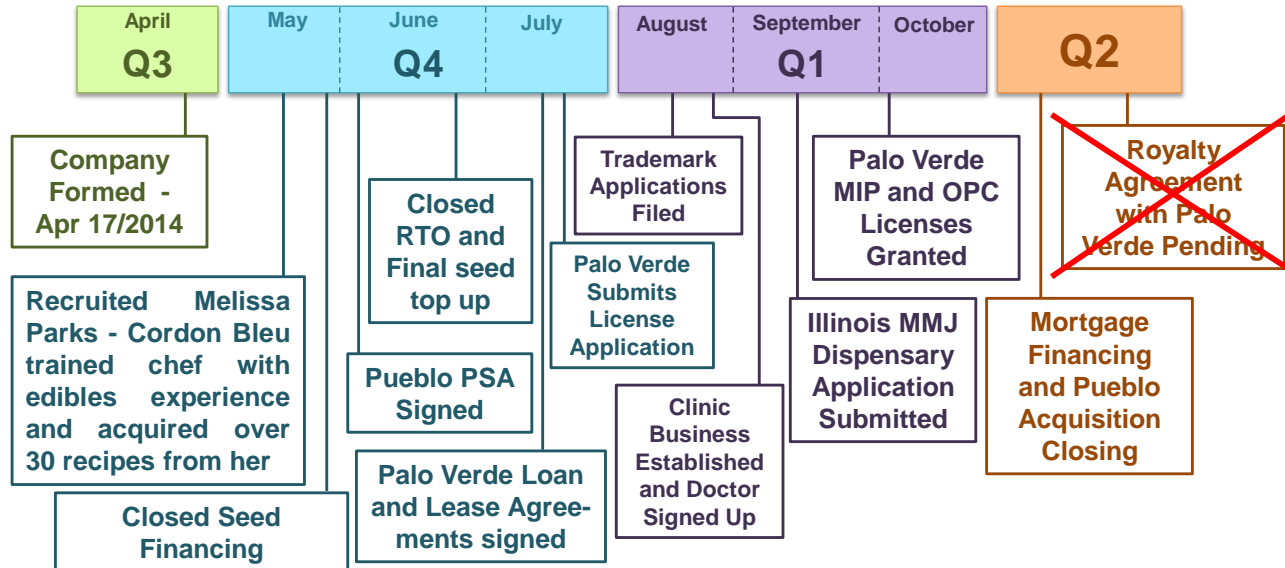 April
Q3
May
June
July
Q4
August
September
October
Q1
Q2
Company
Formed -
Apr 17/2014
Recruited Melissa
Parks - Cordon Bleu
trained chef with
edibles experience
and acquired over
30 recipes from her
Closed Seed
Financing
Closed
RTO and
Final seed
top up
Pueblo PSA
Signed
Palo Verde Loan
and Lease Agree-
ments signed
Palo Verde
Submits
License
Application
Trademark
Applications
Filed
Clinic
Business
Established
and Doctor
Signed Up
Palo Verde
MIP and OPC
Licenses
Granted
Illinois MMJ
Dispensary
Application
Submitted
Royalty
Agreement
with Palo
Verde Pending
Mortgage
Financing
and Pueblo
Acquisition
Closing